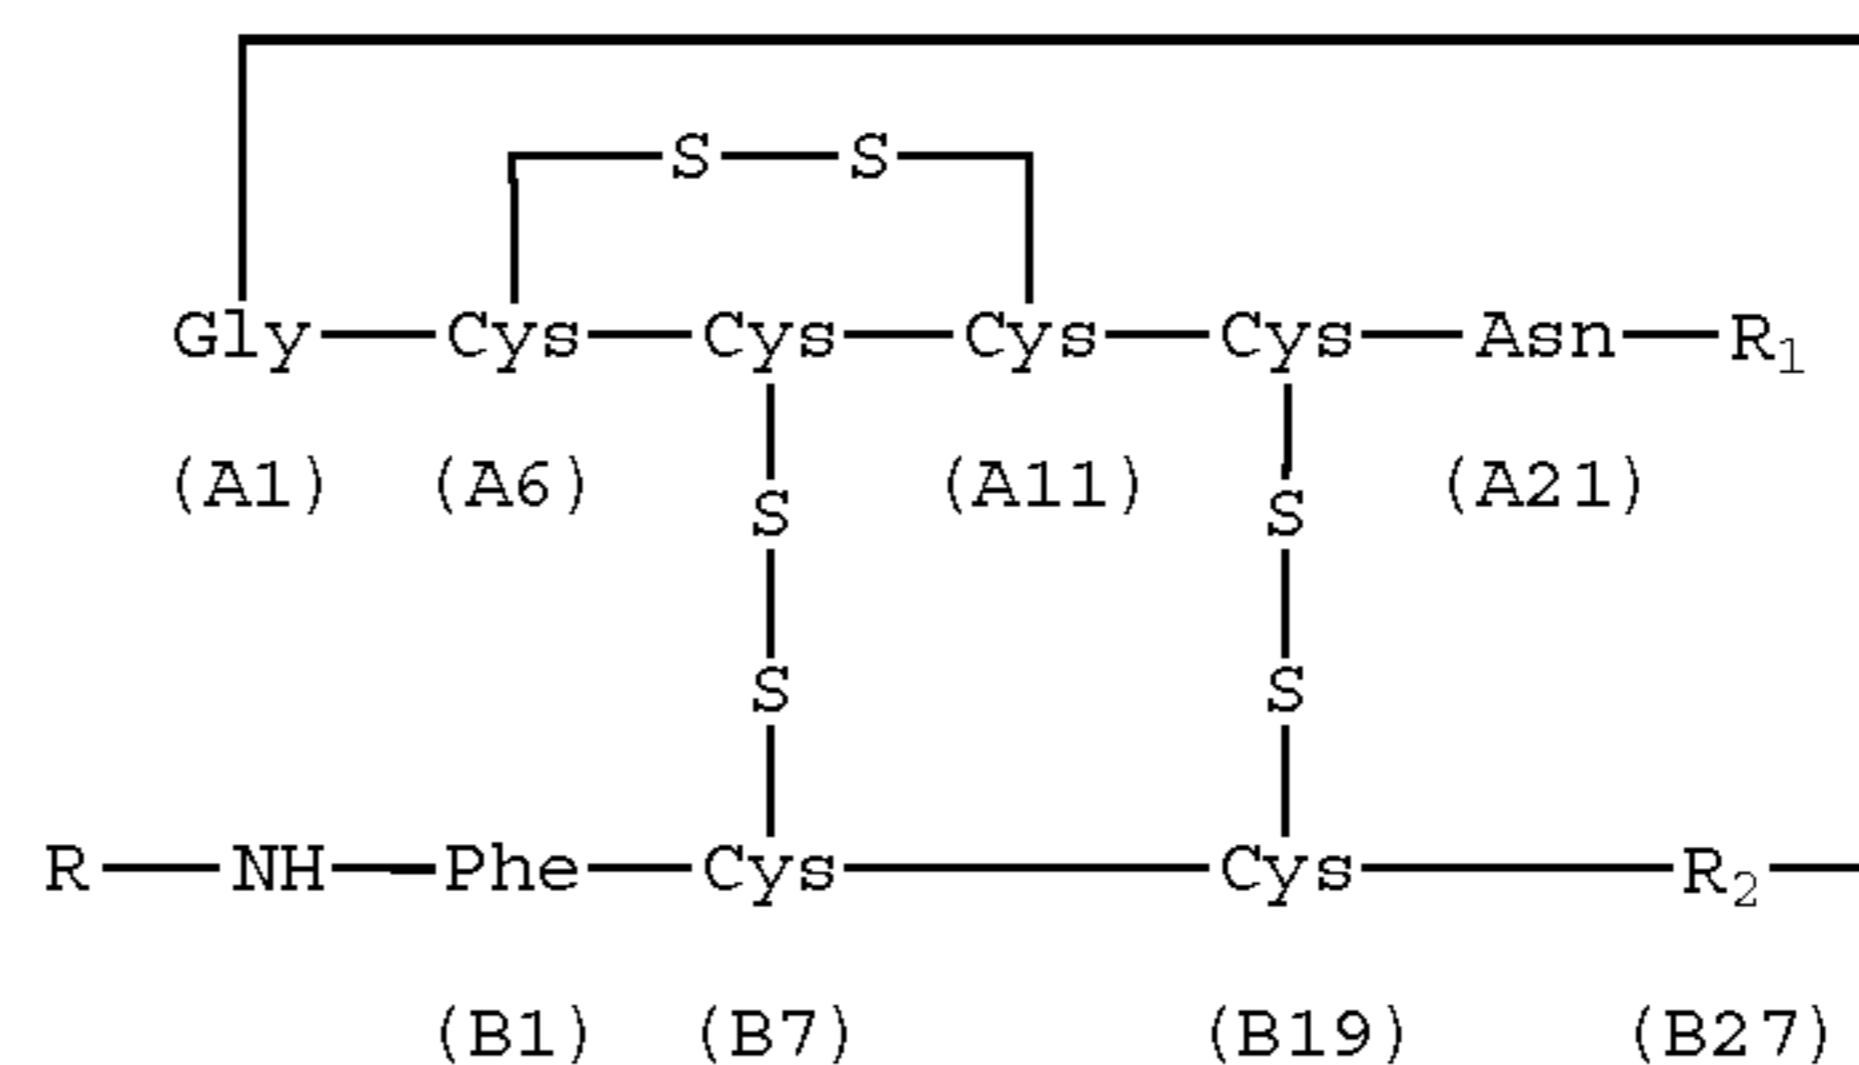 S S
Gly Cys Cys Cys Cys Asn R₁
(A1) (A6) (A11) (A21)
S S
S S
R NH Phe Cys Cys R₂
(B1) (B7) (B19) (B27)